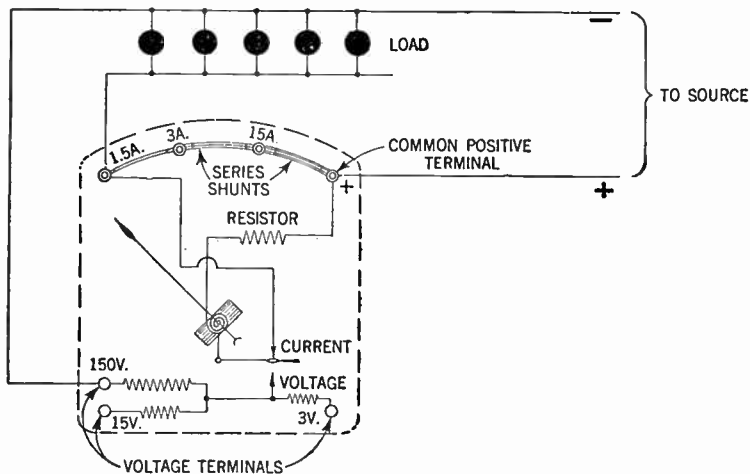 −
LOAD
TO SOURCE
1.5A.
3A.
15A.
SERIES
SHUNTS
COMMON POSITIVE
TERMINAL
+
+
RESISTOR
CURRENT
150V.
VOLTAGE
15V.
3V.
VOLTAGE TERMINALS